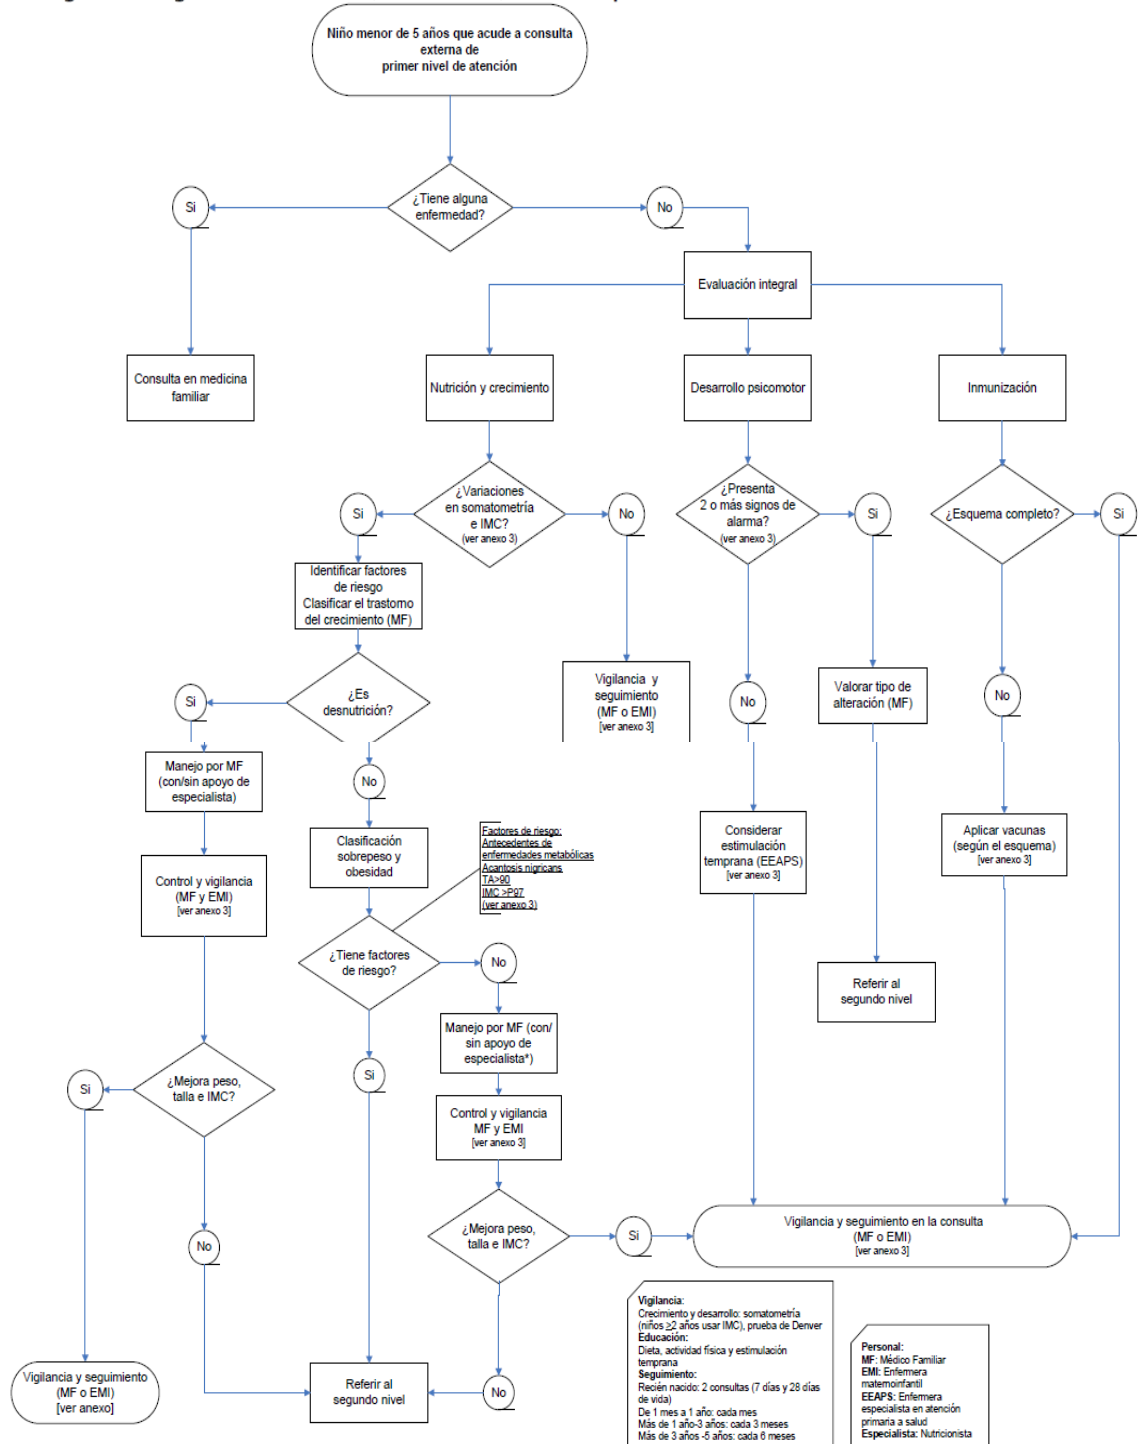 Niño menor de 5 años que acude a consulta
externa de
primer nivel de atención
¿Tiene alguna
enfermedad?
Si
No
Evaluación integral
Consulta en medicina
familiar
Nutrición y crecimiento
Desarrollo psicomotor
Inmunización
¿Variaciones
en somatometría
e IMC?
(ver anexo 3)
Si
No
¿Presenta
2 o más signos de
alarma?
(ver anexo 3)
Si
¿Esquema completo?
Si
Identificar factores
de riesgo
Clasificar el trastorno
del crecimiento (MF)
¿Es
desnutrición?
Si
Vigilancia y
seguimiento
(MF o EMI)
[ver anexo 3]
No
Valorar tipo de
alteración (MF)
No
Manejo por MF
(con/sin apoyo de
especialista)
No
Clasificación
sobrepeso y
obesidad
Factores de riesgo:
Antecedentes de
enfermedades metabólicas
Acantosis nigricans
TA>90
IMC >P97
(ver anexo 3)
Considerar
estimulación
temprana (EEAPS)
[ver anexo 3]
Aplicar vacunas
(según el esquema)
[ver anexo 3]
Control y vigilancia
(MF y EMI)
[ver anexo 3]
¿Tiene factores
de riesgo?
No
Referir al
segundo nivel
Manejo por MF (con/
sin apoyo de
especialista*)
Si
¿Mejora peso,
talla e IMC?
Si
Control y vigilancia
MF y EMI
[ver anexo 3]
No
¿Mejora peso,
talla e IMC?
Si
Vigilancia y seguimiento en la consulta
(MF o EMI)
[ver anexo 3]
Vigilancia y seguimiento
(MF o EMI)
[ver anexo]
Referir al
segundo nivel
No
Vigilancia:
Crecimiento y desarrollo: somatometría
(niños ≥2 años usar IMC), prueba de Denver
Educación:
Dieta, actividad física y estimulación
temprana
Seguimiento:
Recién nacido: 2 consultas (7 días y 28 días
de vida)
De 1 mes a 1 año: cada mes
Más de 1 año-3 años: cada 3 meses
Más de 3 años -5 años: cada 6 meses
Personal:
MF: Médico Familiar
EMI: Enfermera
maternoinfantil
EEAPS: Enfermera
especialista en atención
primaria a salud
Especialista: Nutricionista